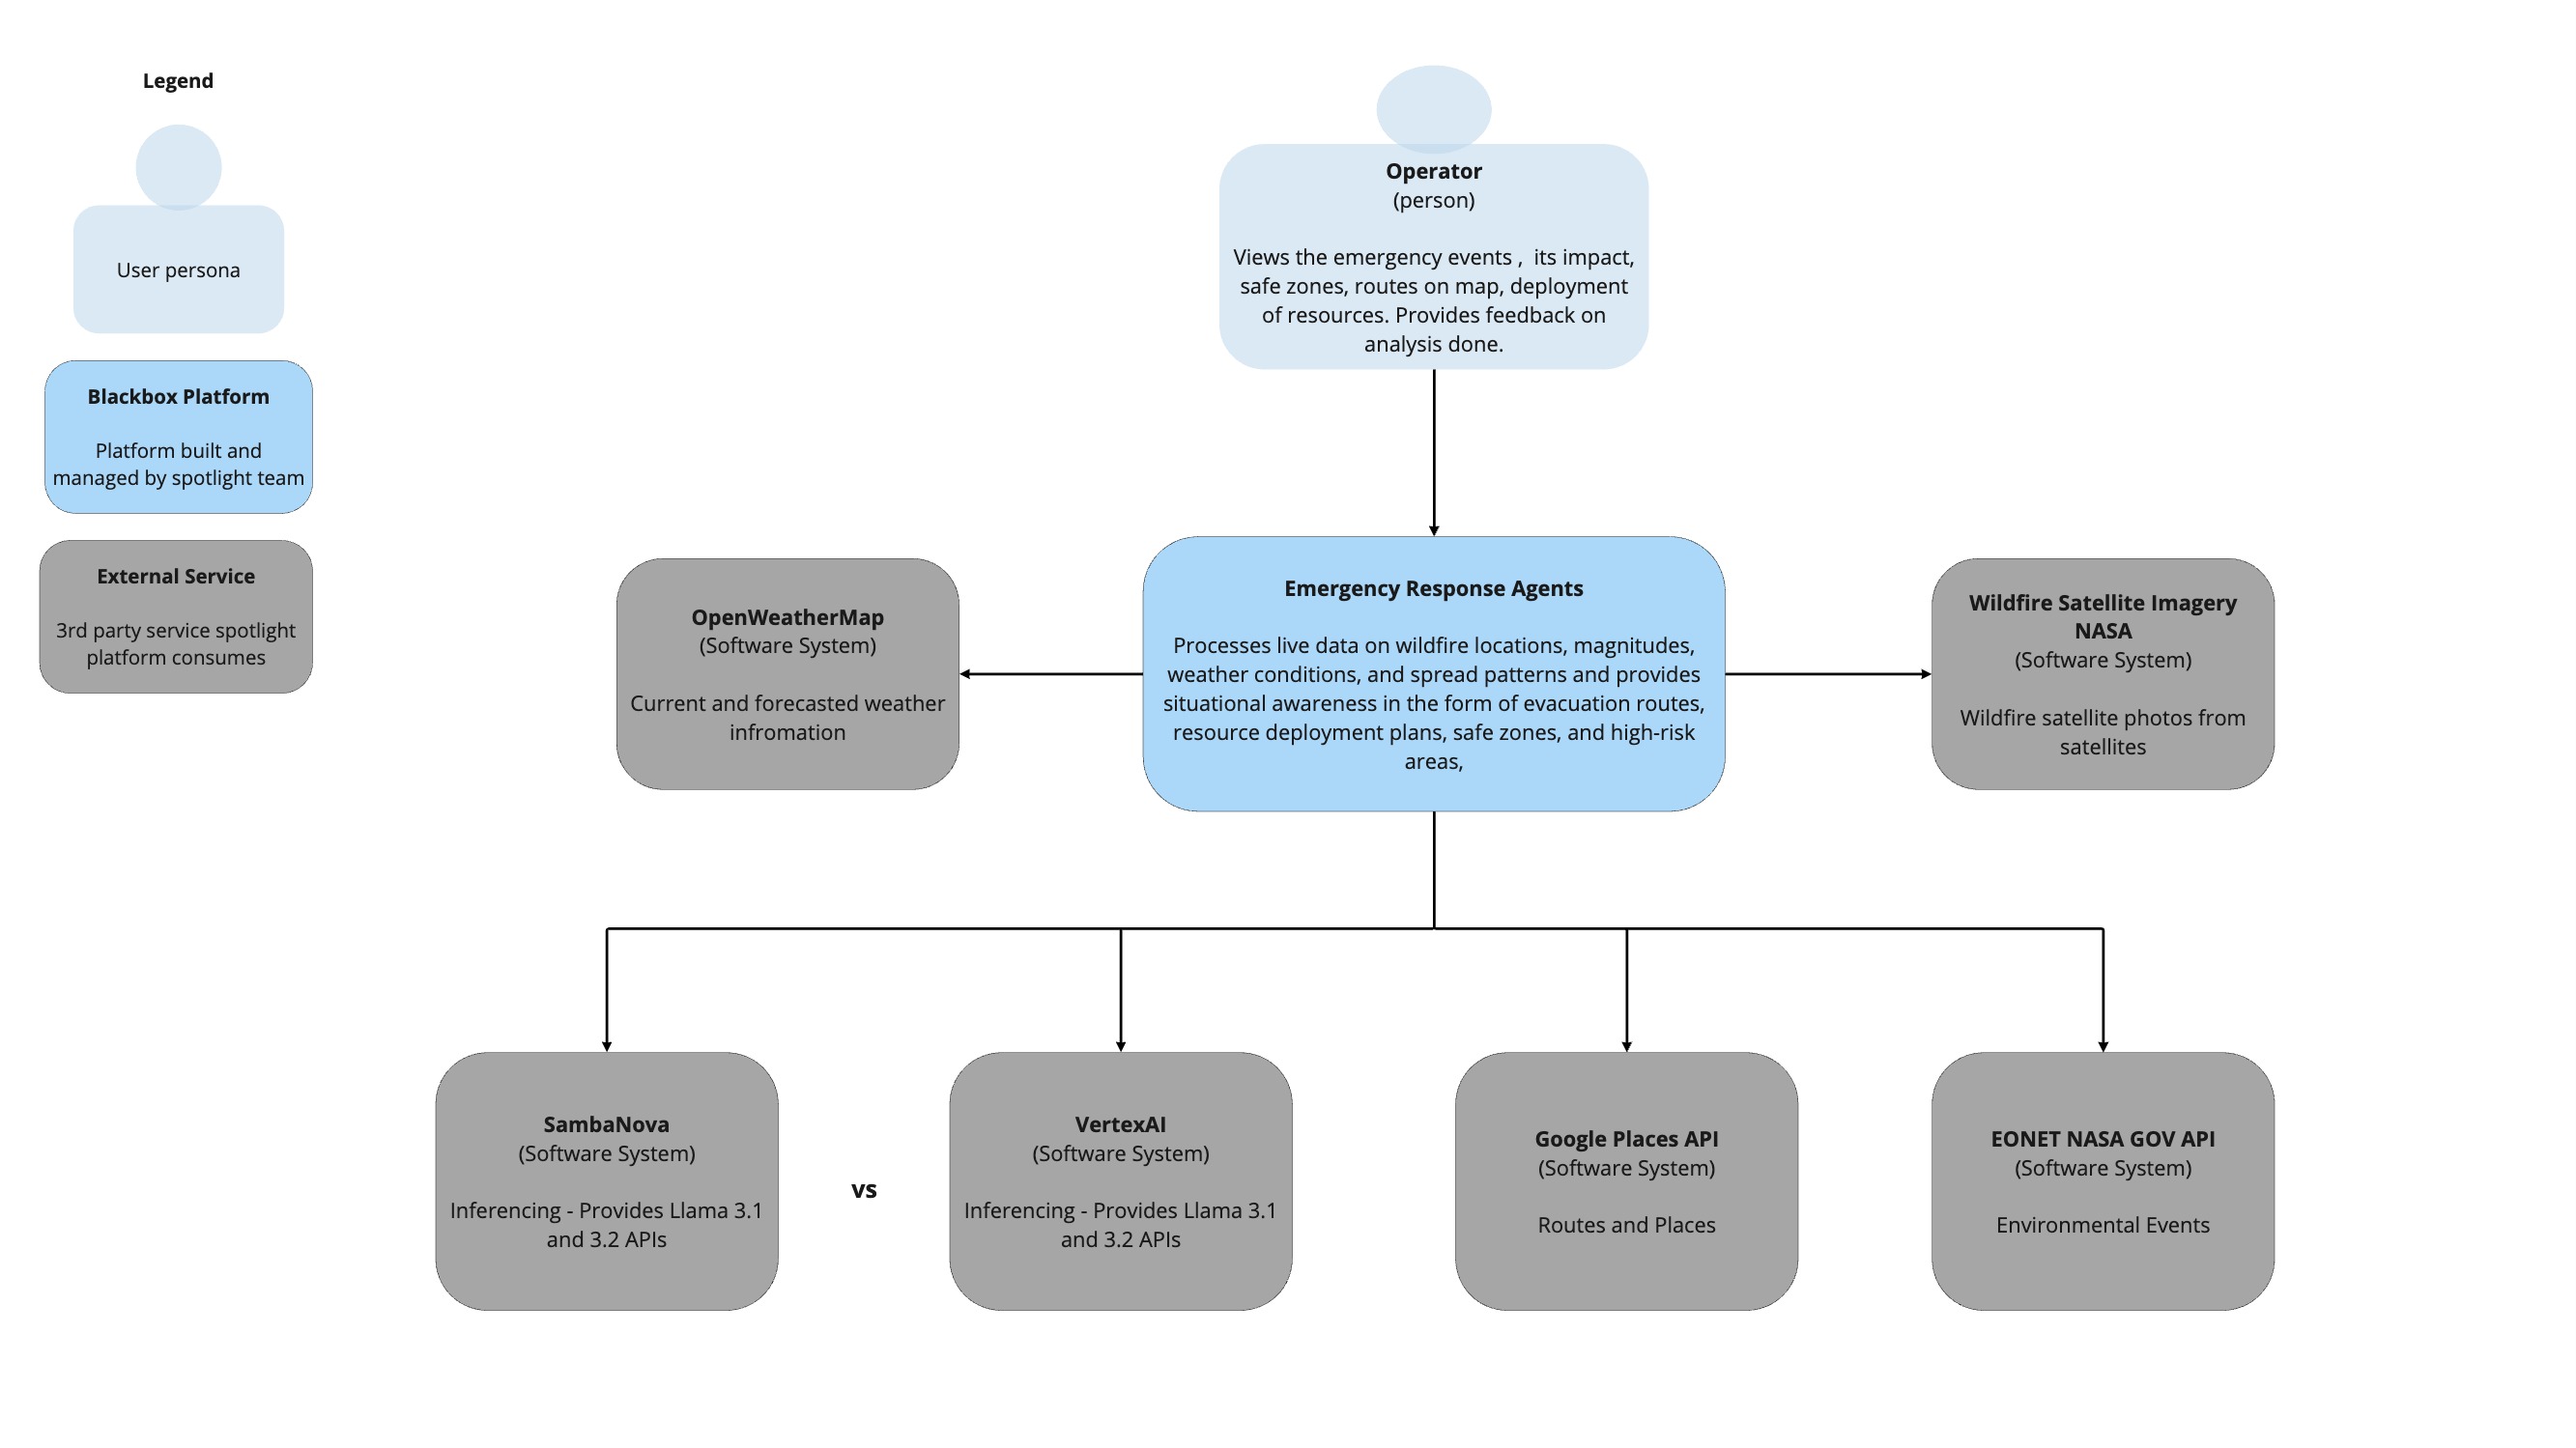 Legend
User persona
Blackbox Platform
Platform built and
managed by spotlight team
External Service
3rd party service spotlight
platform consumes
Operator
(person)
Views the emergency events ,  its impact,
safe zones, routes on map, deployment
of resources. Provides feedback on
analysis done.
OpenWeatherMap
(Software System)
Current and forecasted weather
infromation
Emergency Response Agents
Processes live data on wildfire locations, magnitudes,
weather conditions, and spread patterns and provides
situational awareness in the form of evacuation routes,
resource deployment plans, safe zones, and high-risk
areas,
Wildfire Satellite Imagery
NASA
(Software System)
Wildfire satellite photos from
satellites
SambaNova
(Software System)
Inferencing - Provides Llama 3.1
and 3.2 APIs
vs
VertexAI
(Software System)
Inferencing - Provides Llama 3.1
and 3.2 APIs
Google Places API
(Software System)
Routes and Places
EONET NASA GOV API
(Software System)
Environmental Events